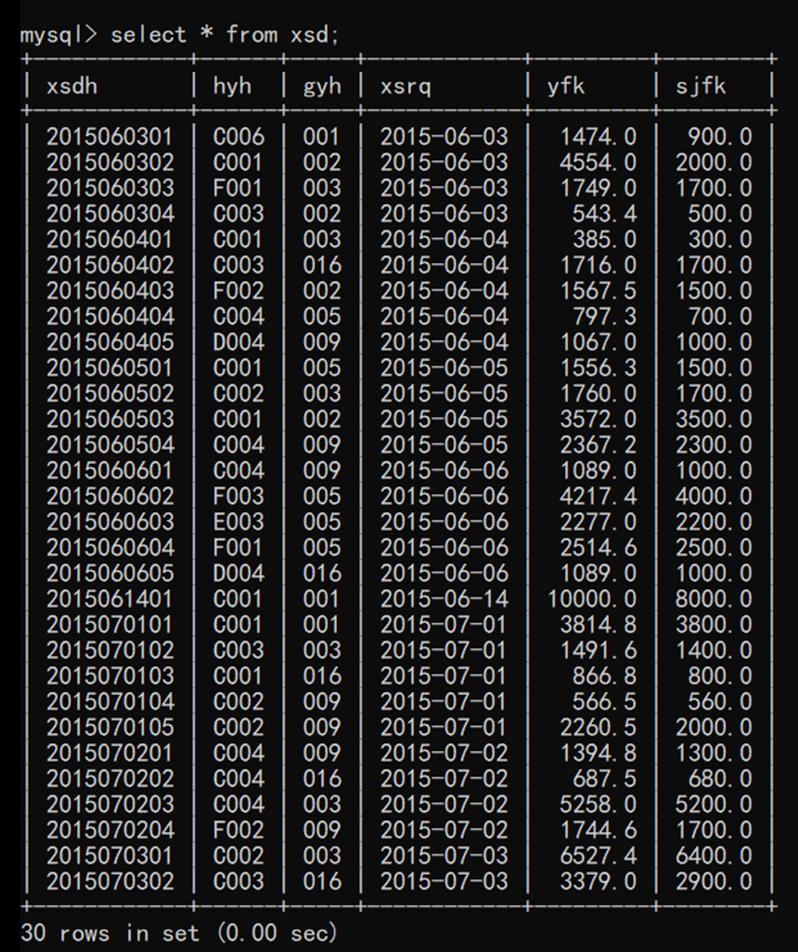 mysql> select * from xsd;
+------------+------+-----+------------+---------+--------+
| xsdh | hyh | gyh | xsrq | yfk | sjfk |
+------------+------+-----+------------+---------+--------+
| 2015060301 | C006 | 001 | 2015-06-03 | 1474.0 | 900.0 |
| 2015060302 | C001 | 002 | 2015-06-03 | 4554.0 | 2000.0 |
| 2015060303 | F001 | 003 | 2015-06-03 | 1749.0 | 1700.0 |
| 2015060304 | C003 | 002 | 2015-06-03 | 543.4 | 500.0 |
| 2015060401 | C001 | 003 | 2015-06-04 | 385.0 | 300.0 |
| 2015060402 | C003 | 016 | 2015-06-04 | 1716.0 | 1700.0 |
| 2015060403 | F002 | 002 | 2015-06-04 | 1567.5 | 1500.0 |
| 2015060404 | C004 | 005 | 2015-06-04 | 797.3 | 700.0 |
| 2015060405 | D004 | 009 | 2015-06-04 | 1067.0 | 1000.0 |
| 2015060501 | C001 | 005 | 2015-06-05 | 1556.3 | 1500.0 |
| 2015060502 | C002 | 003 | 2015-06-05 | 1760.0 | 1700.0 |
| 2015060503 | C001 | 002 | 2015-06-05 | 3572.0 | 3500.0 |
| 2015060504 | C004 | 009 | 2015-06-05 | 2367.2 | 2300.0 |
| 2015060601 | C004 | 009 | 2015-06-06 | 1089.0 | 1000.0 |
| 2015060602 | F003 | 005 | 2015-06-06 | 4217.4 | 4000.0 |
| 2015060603 | E003 | 005 | 2015-06-06 | 2277.0 | 2200.0 |
| 2015060604 | F001 | 005 | 2015-06-06 | 2514.6 | 2500.0 |
| 2015060605 | D004 | 016 | 2015-06-06 | 1089.0 | 1000.0 |
| 2015061401 | C001 | 001 | 2015-06-14 | 10000.0 | 8000.0 |
| 2015070101 | C001 | 001 | 2015-07-01 | 3814.8 | 3800.0 |
| 2015070102 | C003 | 003 | 2015-07-01 | 1491.6 | 1400.0 |
| 2015070103 | C001 | 016 | 2015-07-01 | 866.8 | 800.0 |
| 2015070104 | C002 | 009 | 2015-07-01 | 566.5 | 560.0 |
| 2015070105 | C002 | 009 | 2015-07-01 | 2260.5 | 2000.0 |
| 2015070201 | C004 | 009 | 2015-07-02 | 1394.8 | 1300.0 |
| 2015070202 | C004 | 016 | 2015-07-02 | 687.5 | 680.0 |
| 2015070203 | C004 | 003 | 2015-07-02 | 5258.0 | 5200.0 |
| 2015070204 | F002 | 009 | 2015-07-02 | 1744.6 | 1700.0 |
| 2015070301 | C002 | 003 | 2015-07-03 | 6527.4 | 6400.0 |
| 2015070302 | C003 | 016 | 2015-07-03 | 3379.0 | 2900.0 |
+------------+------+-----+------------+---------+--------+
30 rows in set (0.00 sec)